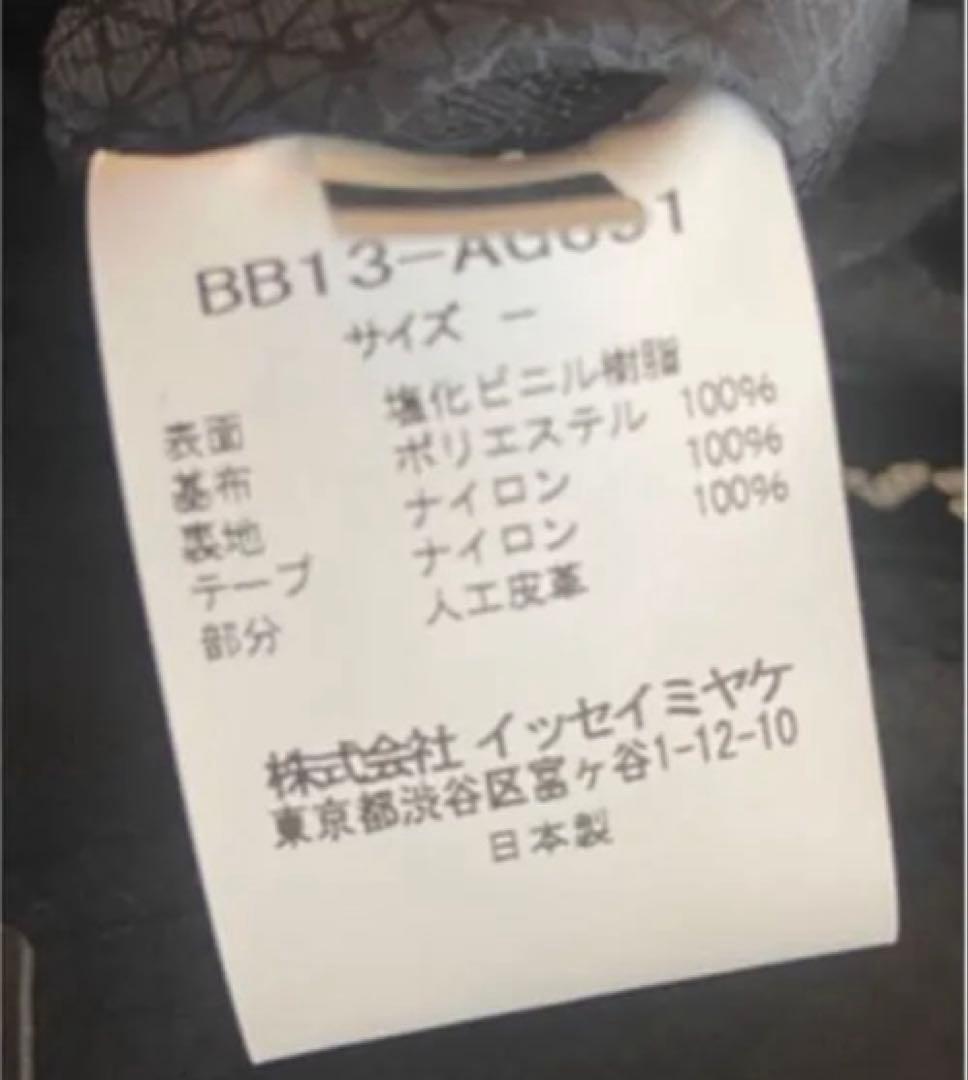 BB13-AG051
サイズ ー
表面 塩化ビニル樹脂
基布 ポリエステル 100%
裏地 ナイロン 100%
テープ ナイロン 100%
部分 人工皮革
株式会社 イッセイミヤケ
東京都渋谷区富ヶ谷1-12-10
日本製